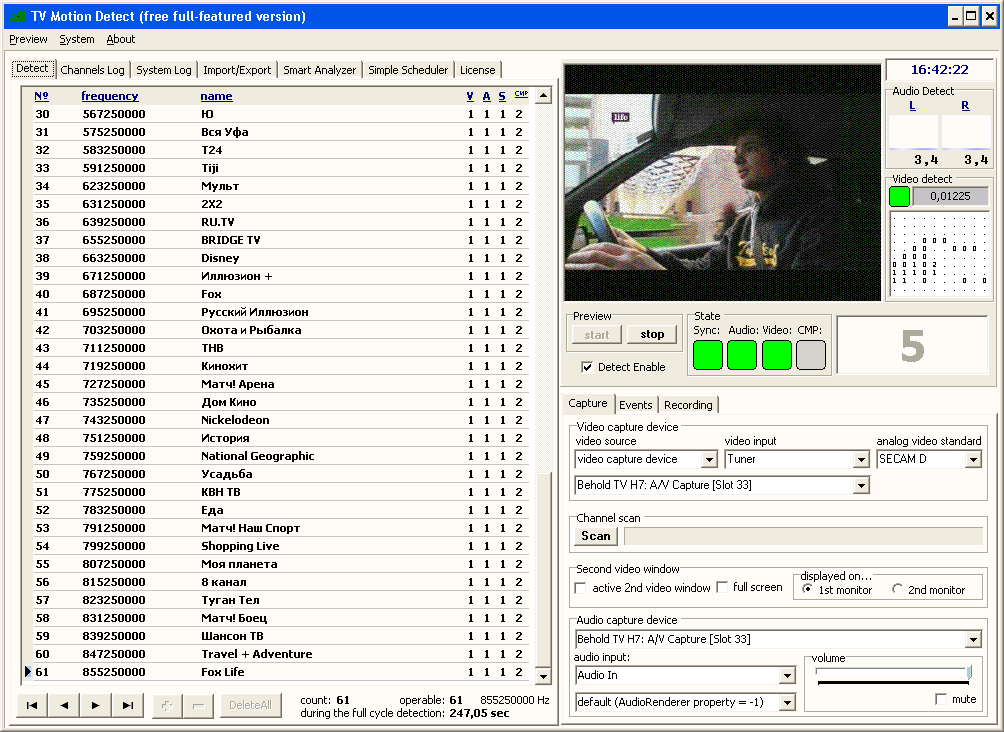 TV Motion Detect (free full-featured version)
Preview System About
Detect Channels Log System Log Import/Export Smart Analyzer Simple Scheduler License
№ frequency name V A S CMP
30 567250000 Ю 1 1 1 2
31 575250000 Вся Уфа 1 1 1 2
32 583250000 Т24 1 1 1 2
33 591250000 Tiji 1 1 1 2
34 623250000 Мульт 1 1 1 2
35 631250000 2X2 1 1 1 2
36 639250000 RU.TV 1 1 1 2
37 655250000 BRIDGE TV 1 1 1 2
38 663250000 Disney 1 1 1 2
39 671250000 Иллюзион + 1 1 1 2
40 687250000 Fox 1 1 1 2
41 695250000 Русский Иллюзион 1 1 1 2
42 703250000 Охота и Рыбалка 1 1 1 2
43 711250000 ТНВ 1 1 1 2
44 719250000 Кинохит 1 1 1 2
45 727250000 Матч! Арена 1 1 1 2
46 735250000 Дом Кино 1 1 1 2
47 743250000 Nickelodeon 1 1 1 2
48 751250000 История 1 1 1 2
49 759250000 National Geographic 1 1 1 2
50 767250000 Усадьба 1 1 1 2
51 775250000 КВН ТВ 1 1 1 2
52 783250000 Еда 1 1 1 2
53 791250000 Матч! Наш Спорт 1 1 1 2
54 799250000 Shopping Live 1 1 1 2
55 807250000 Моя планета 1 1 1 2
56 815250000 8 канал 1 1 1 2
57 823250000 Туган Тел 1 1 1 2
58 831250000 Матч! Боец 1 1 1 2
59 839250000 Шансон ТВ 1 1 1 2
60 847250000 Travel + Adventure 1 1 1 2
61 855250000 Fox Life 1 1 1 2
DeleteAll
count: 61 operable: 61 855250000 Hz
during the full cycle detection: 247,05 sec
life
16:42:22
Audio Detect
L R
3,4 3,4
Video detect
0,01225
Preview
start stop
Detect Enable
State
Sync: Audio: Video: CMP:
5
Capture Events Recording
Video capture device
video source video input analog video standard
video capture device Tuner SECAM D
Behold TV H7: A/V Capture [Slot 33]
Channel scan
Scan
Second video window
active 2nd video window full screen
displayed on...
1st monitor 2nd monitor
Audio capture device
Behold TV H7: A/V Capture [Slot 33]
audio input:
Audio In
default (AudioRenderer property = -1)
volume
mute